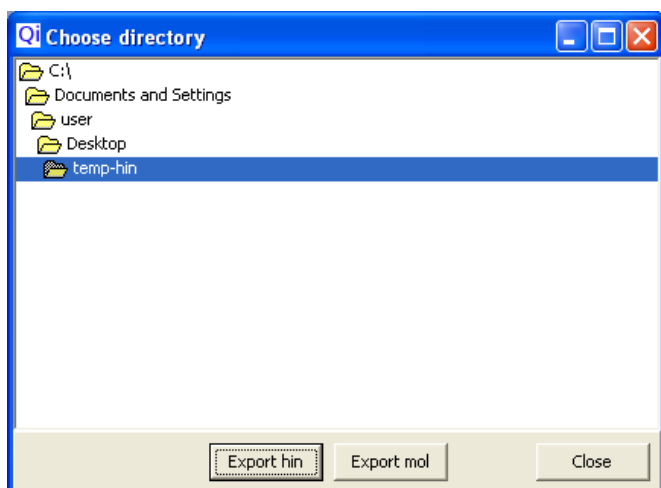 Qi Choose directory
C:\
Documents and Settings
user
Desktop
temp-hin
Export hin Export mol Close